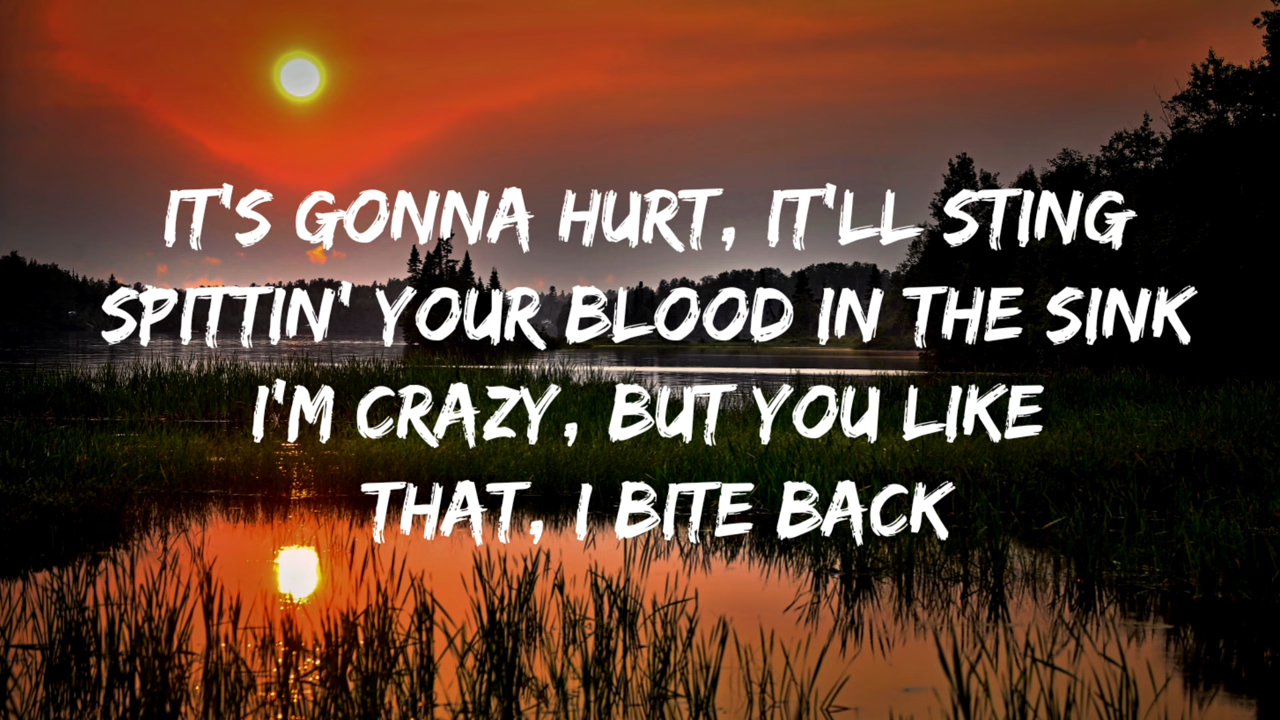 IT'S GONNA HURT, IT'LL STING
SPITTIN' YOUR BLOOD IN THE SINK
I'M CRAZY, BUT YOU LIKE
THAT, I BITE BACK